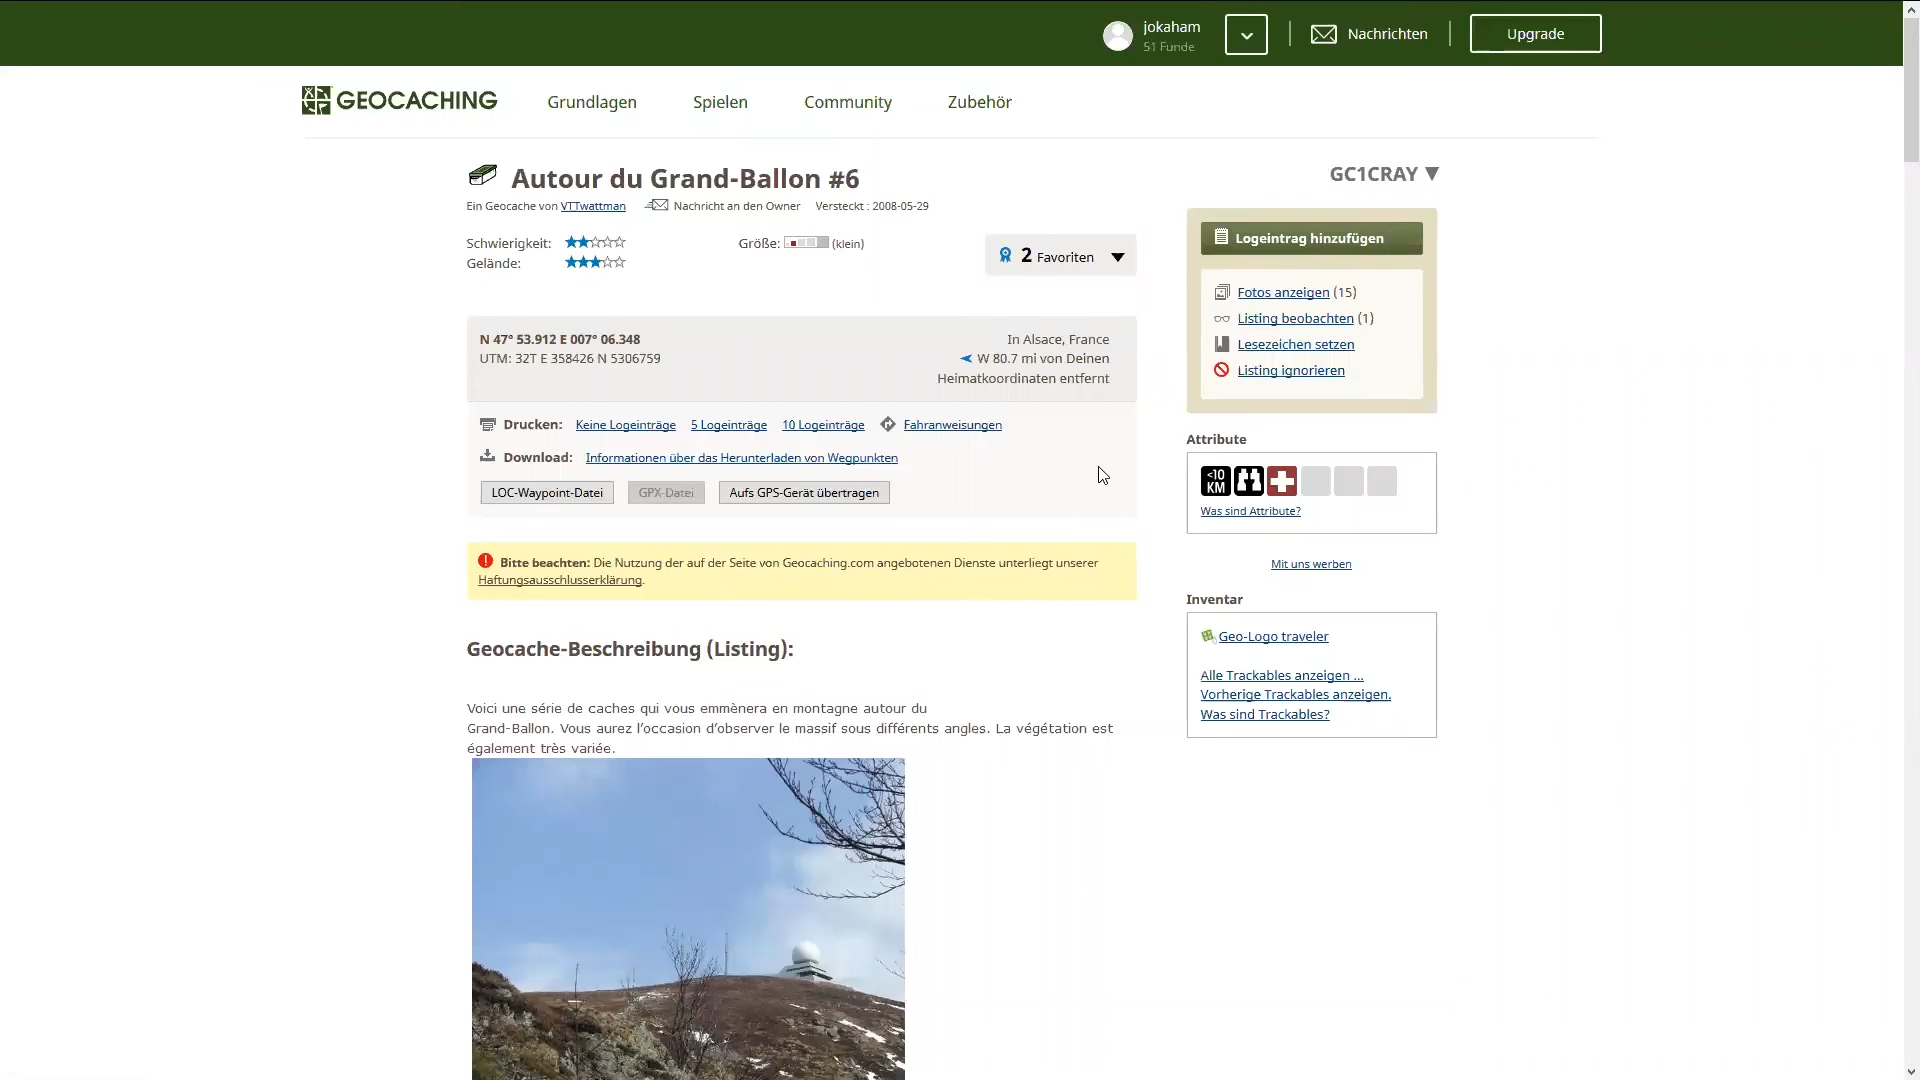 jokaham
51 Funde
Nachrichten
Upgrade
GEOCACHING
Grundlagen
Spielen
Community
Zubehör
Autour du Grand-Ballon #6
GC1CRAY ▼
Ein Geocache von VTTwattman
Nachricht an den Owner
Versteckt : 2008-05-29
Schwierigkeit:
Größe: (klein)
Gelände:
2 Favoriten
Logeintrag hinzufügen
Fotos anzeigen (15)
Listing beobachten (1)
Lesezeichen setzen
Listing ignorieren
N 47° 53.912 E 007° 06.348
UTM: 32T E 358426 N 5306759
In Alsace, France
W 80.7 mi von Deinen
Heimatkoordinaten entfernt
Drucken: Keine Logeinträge 5 Logeinträge 10 Logeinträge Fahranweisungen
Download: Informationen über das Herunterladen von Wegpunkten
LOC-Waypoint-Datei
GPX-Datei
Aufs GPS-Gerät übertragen
Attribute
<10
KM
Was sind Attribute?
Bitte beachten: Die Nutzung der auf der Seite von Geocaching.com angebotenen Dienste unterliegt unserer
Haftungsausschlusserklärung.
Mit uns werben
Inventar
Geo-Logo traveler
Alle Trackables anzeigen ...
Vorherige Trackables anzeigen.
Was sind Trackables?
Geocache-Beschreibung (Listing):
Voici une série de caches qui vous emmènera en montagne autour du
Grand-Ballon. Vous aurez l’occasion d’observer le massif sous différents angles. La végétation est
également très variée.